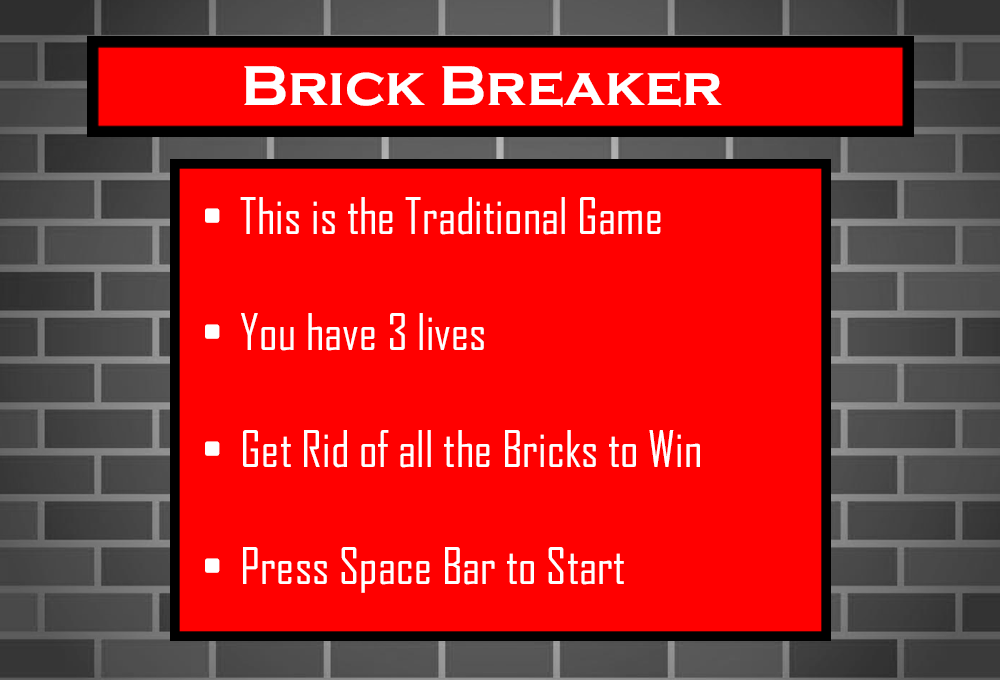 Brick Breaker
▪ This is the Traditional Game
▪ You have 3 lives
▪ Get Rid of all the Bricks to Win
▪ Press Space Bar to Start